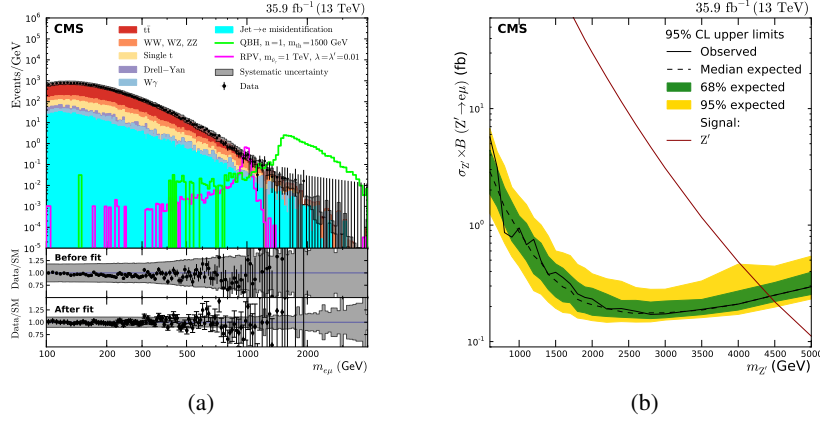 35.9 fb⁻¹ (13 TeV)
CMS
tt̄
WW, WZ, ZZ
Single t
Drell−Yan
Wγ
Jet→e misidentification
QBH, n=1, m_th=1500 GeV
RPV, m_ν̃τ=1 TeV, λ=λ′=0.01
Systematic uncertainty
Data
Events/GeV
10⁶
10⁵
10⁴
10³
10²
10¹
10⁰
10⁻¹
10⁻²
10⁻³
10⁻⁴
10⁻⁵
Data/SM
1.25
1.00
0.75
Before fit
Data/SM
1.25
1.00
0.75
After fit
100 200 300 500 1000 2000
m_eμ (GeV)
(a)
35.9 fb⁻¹ (13 TeV)
CMS
95% CL upper limits
Observed
Median expected
68% expected
95% expected
Signal:
Z′
σ_Z′×B (Z′→eμ) (fb)
10¹
10⁰
10⁻¹
1000 1500 2000 2500 3000 3500 4000 4500 5000
m_Z′ (GeV)
(b)